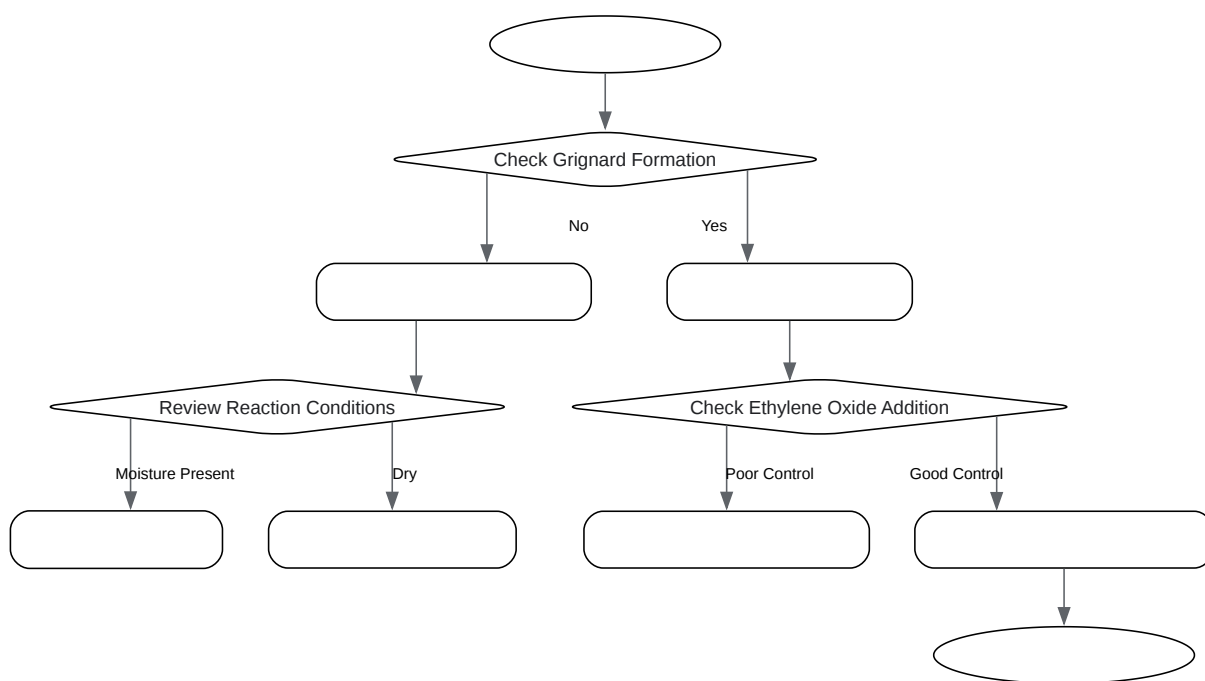 Check Grignard Formation
No
Yes
Review Reaction Conditions
Check Ethylene Oxide Addition
Moisture Present
Dry
Poor Control
Good Control